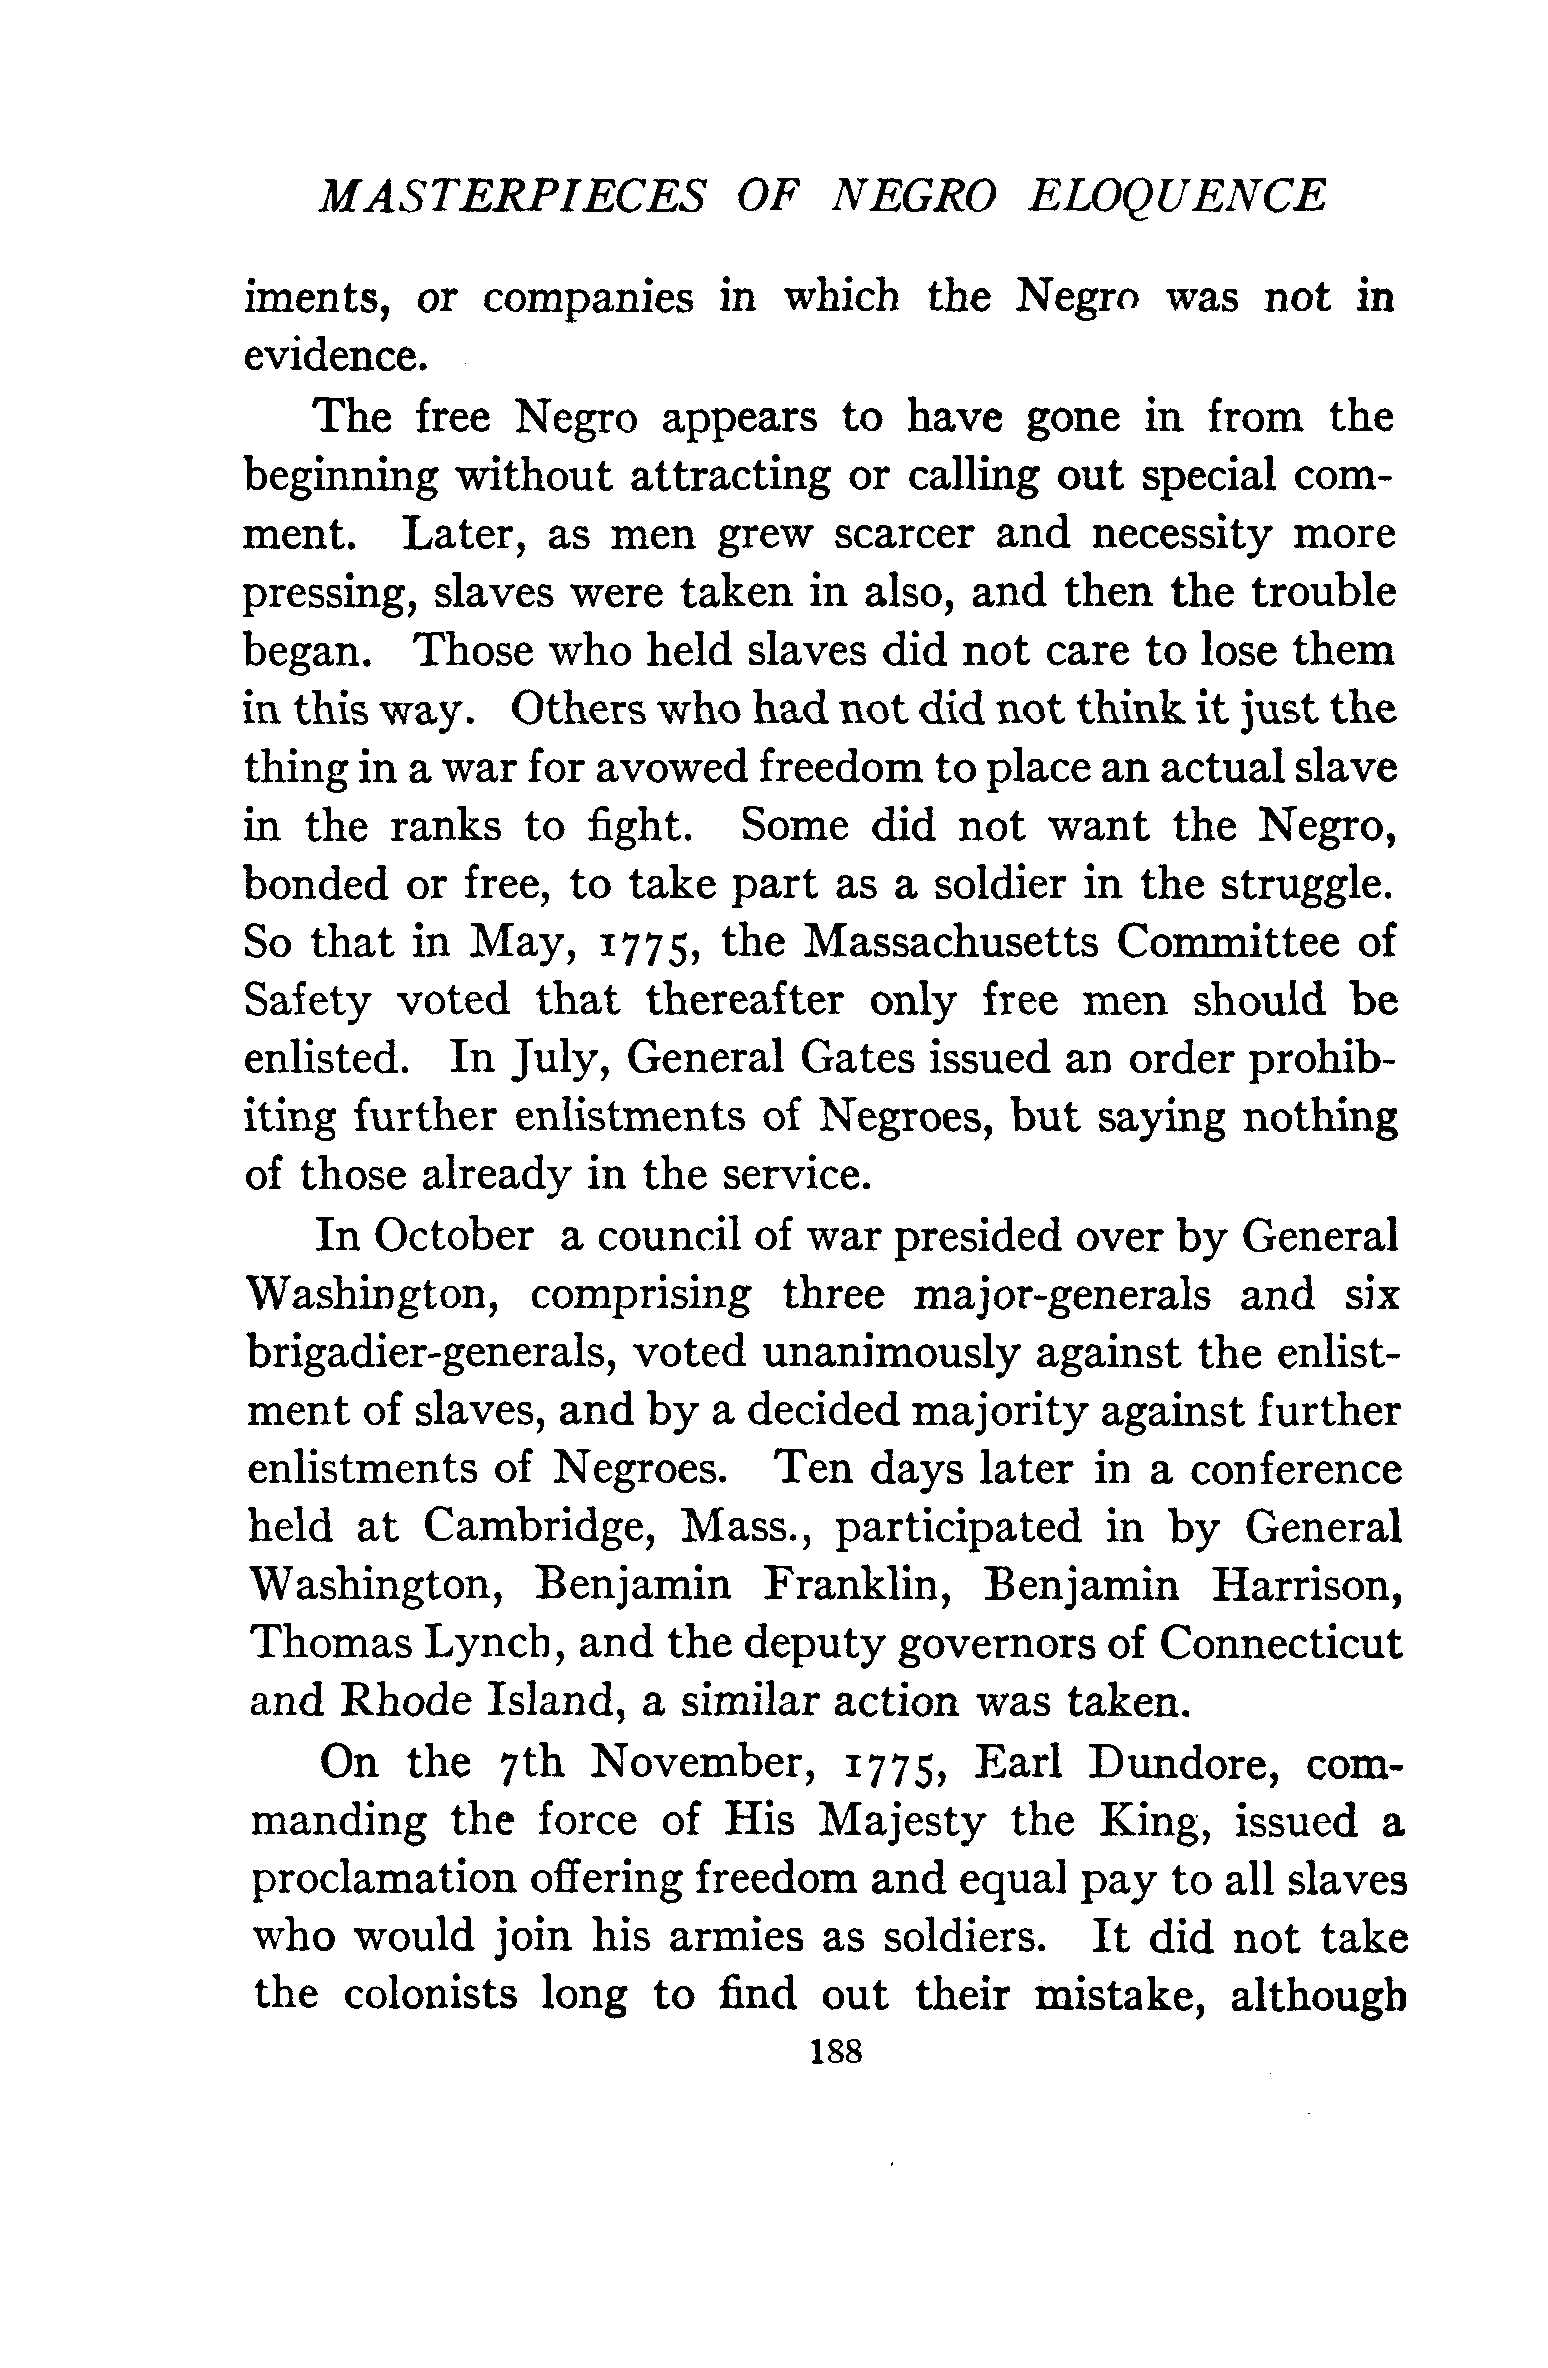 MASTERPIECES OF NEGRO ELOQUENCE
iments, or companies in which the Negro was not in
evidence.
The free Negro appears to have gone in from the
beginning without attracting or calling out special com-
ment. Later, as men grew scarcer and necessity more
pressing, slaves were taken in also, and then the trouble
began. Those who held slaves did not care to lose them
in this way. Others who had not did not think it just the
thing in a war for avowed freedom to place an actual slave
in the ranks to fight. Some did not want the Negro,
bonded or free, to take part as a soldier in the struggle.
So that in May, 1775, the Massachusetts Committee of
Safety voted that thereafter only free men should be
enlisted. In July, General Gates issued an order prohib-
iting further enlistments of Negroes, but saying nothing
of those already in the service.
In October a council of war presided over by General
Washington, comprising three major-generals and six
brigadier-generals, voted unanimously against the enlist-
ment of slaves, and by a decided majority against further
enlistments of Negroes. Ten days later in a conference
held at Cambridge, Mass., participated in by General
Washington, Benjamin Franklin, Benjamin Harrison,
Thomas Lynch, and the deputy governors of Connecticut
and Rhode Island, a similar action was taken.
On the 7th November, 1775, Earl Dundore, com-
manding the force of His Majesty the King, issued a
proclamation offering freedom and equal pay to all slaves
who would join his armies as soldiers. It did not take
the colonists long to find out their mistake, although
188